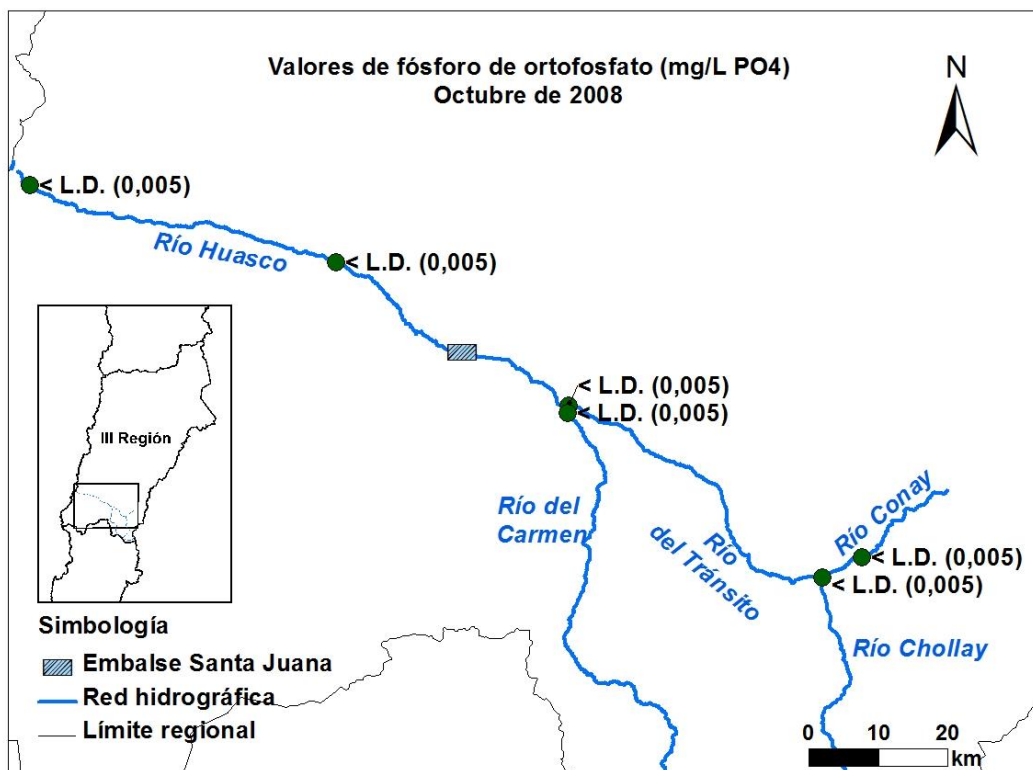 Valores de fósforo de ortofosfato (mg/L PO4)
Octubre de 2008
N
< L.D. (0,005)
Río Huasco
< L.D. (0,005)
< L.D. (0,005)
< L.D. (0,005)
III Región
Río del
Carmen
Río
del Tránsito
Río Conay
< L.D. (0,005)
< L.D. (0,005)
Río Chollay
Simbología
Embalse Santa Juana
Red hidrográfica
Límite regional
0 10 20
km